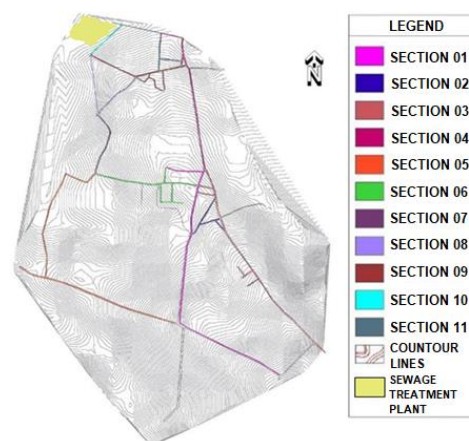 LEGEND
N
SECTION 01
SECTION 02
SECTION 03
SECTION 04
SECTION 05
SECTION 06
SECTION 07
SECTION 08
SECTION 09
SECTION 10
SECTION 11
COUNTOUR
LINES
SEWAGE
TREATMENT
PLANT